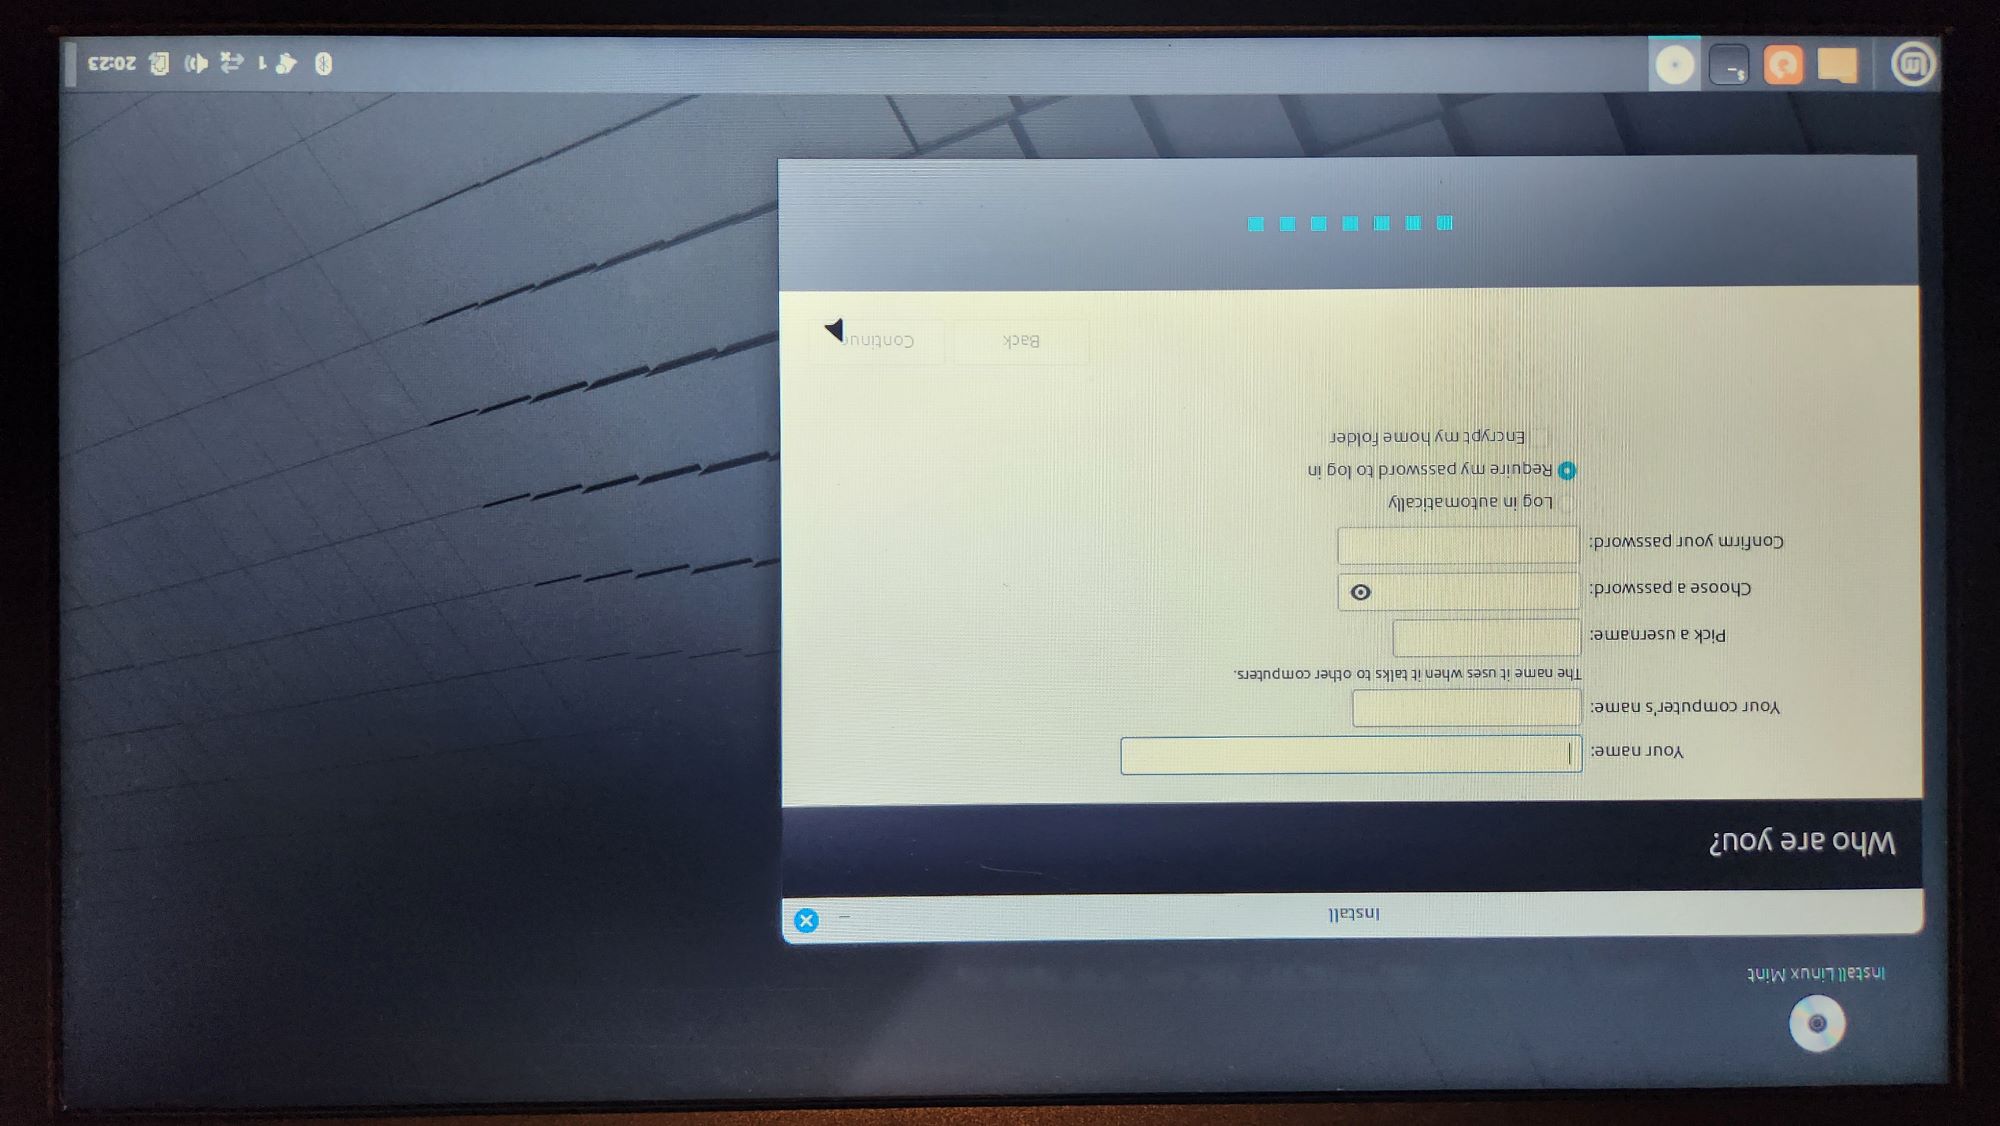 Install Linux Mint
Install
Who are you?
Your name:
Your computer's name:
The name it uses when it talks to other computers.
Pick a username:
Choose a password:
Confirm your password:
Log in automatically
Require my password to log in
Encrypt my home folder
Back
Continue
$_
1
20:23